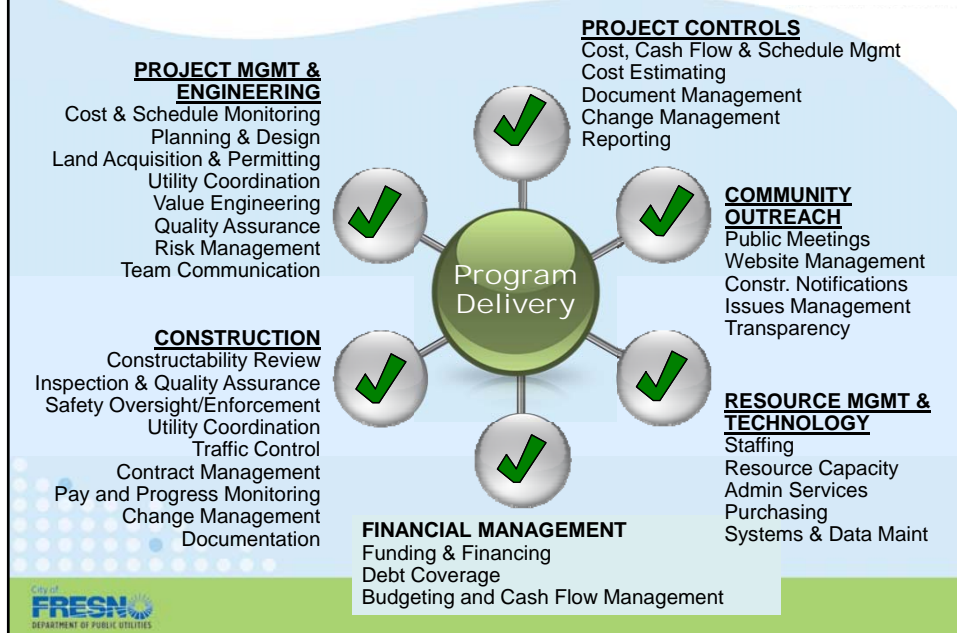 PROJECT CONTROLS
Cost, Cash Flow & Schedule Mgmt
Cost Estimating
Document Management
Change Management
Reporting
PROJECT MGMT &
ENGINEERING
Cost & Schedule Monitoring
Planning & Design
Land Acquisition & Permitting
Utility Coordination
Value Engineering
Quality Assurance
Risk Management
Team Communication
COMMUNITY
OUTREACH
Public Meetings
Website Management
Constr. Notifications
Issues Management
Transparency
Program
Delivery
CONSTRUCTION
Constructability Review
Inspection & Quality Assurance
Safety Oversight/Enforcement
Utility Coordination
Traffic Control
Contract Management
Pay and Progress Monitoring
Change Management
Documentation
RESOURCE MGMT &
TECHNOLOGY
Staffing
Resource Capacity
Admin Services
Purchasing
Systems & Data Maint
FINANCIAL MANAGEMENT
Funding & Financing
Debt Coverage
Budgeting and Cash Flow Management
City of
FRESNO
DEPARTMENT OF PUBLIC UTILITIES